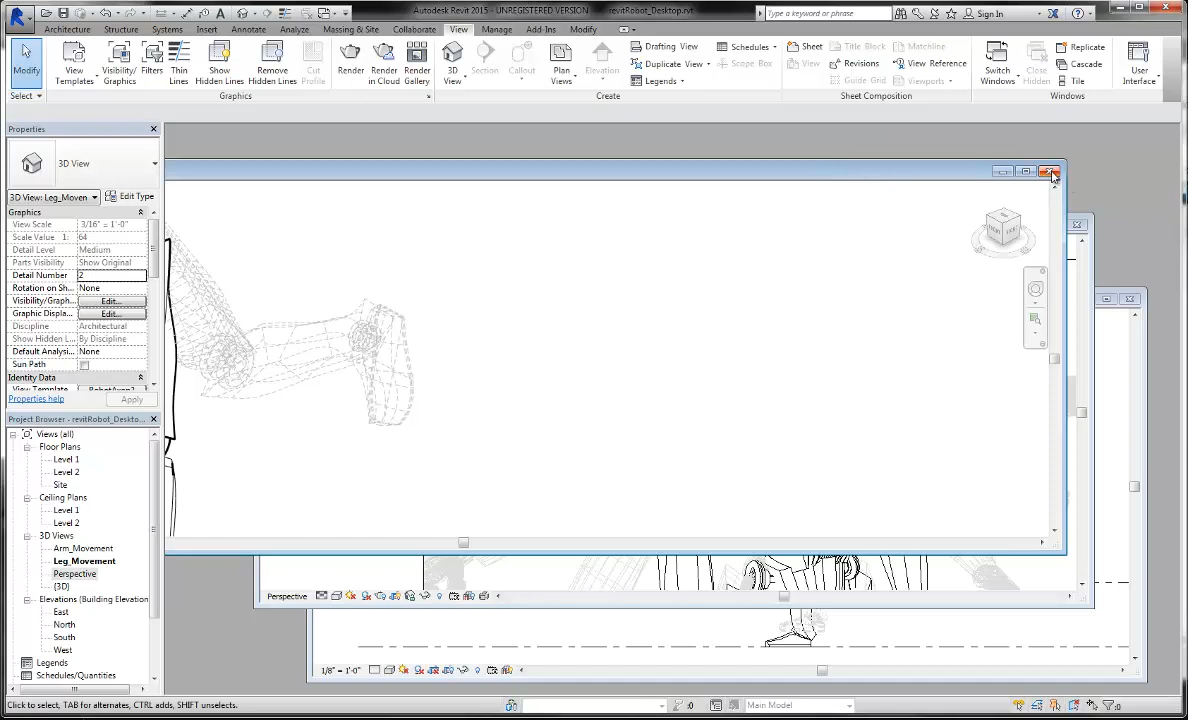 Autodesk Revit 2015 - UNREGISTERED VERSION - revitRobot_Desktop.rvt
Type a keyword or phrase
Sign In
Architecture Structure Systems Insert Annotate Analyze Massing & Site Collaborate View Manage Add-Ins Modify
Modify
View Templates
Visibility/ Graphics
Filters
Thin Lines
Show Hidden Lines
Remove Hidden Lines
Cut Profile
Render
Render in Cloud
Render Gallery
3D View
Section
Callout
Plan Views
Elevation
Drafting View
Duplicate View
Legends
Schedules
Scope Box
Sheet
View
Title Block
Revisions
Guide Grid
Matchline
View Reference
Viewports
Switch Windows
Close Hidden
Replicate
Cascade
Tile
User Interface
Select
Graphics
Create
Sheet Composition
Windows
Properties
3D View
3D View: Leg_Moven
Edit Type
Graphics
View Scale 3/16" = 1'-0"
Scale Value 1: 64
Detail Level Medium
Parts Visibility Show Original
Detail Number 2
Rotation on Sh... None
Visibility/Graph... Edit...
Graphic Displa... Edit...
Discipline Architectural
Show Hidden L... By Discipline
Default Analysi... None
Sun Path
Identity Data
View Template RobotAxon2
Properties help
Apply
Project Browser - revitRobot_Deskto...
Views (all)
Floor Plans
Level 1
Level 2
Site
Ceiling Plans
Level 1
Level 2
3D Views
Arm_Movement
Leg_Movement
Perspective
{3D}
Elevations (Building Elevation
East
North
South
West
Legends
Schedules/Quantities
Perspective
1/8" = 1'-0"
Click to select, TAB for alternates, CTRL adds, SHIFT unselects.
:0
Main Model
:0